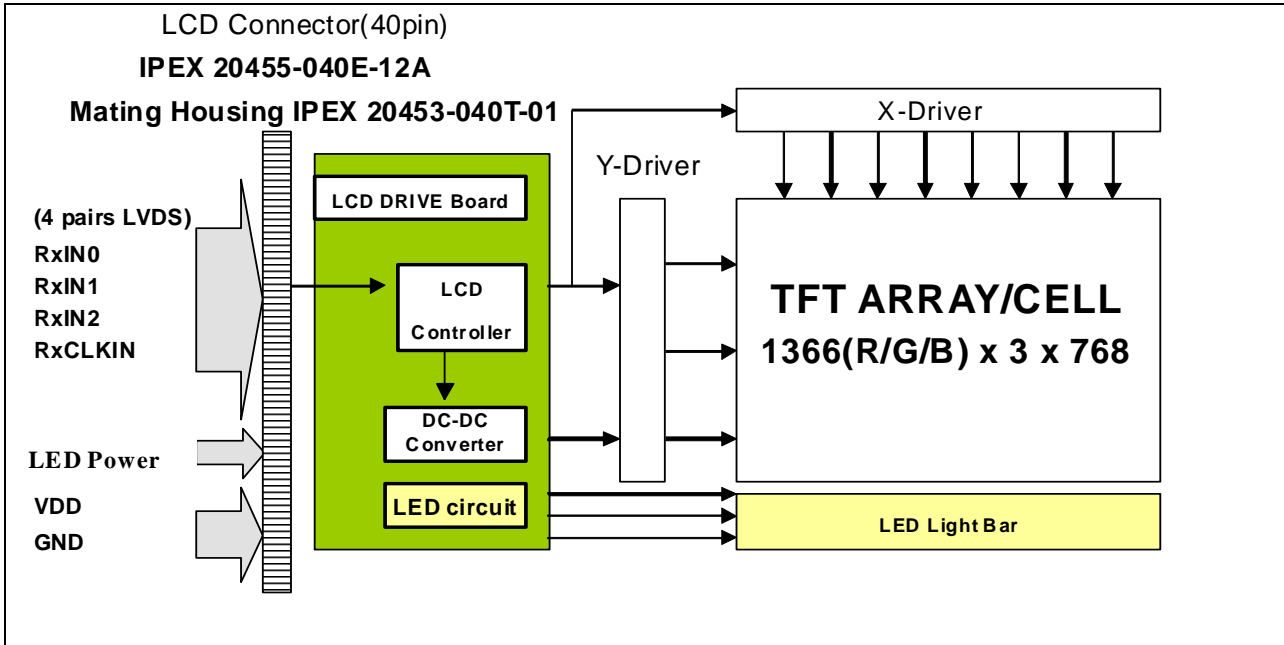 LCD Connector(40pin)
IPEX 20455-040E-12A
Mating Housing IPEX 20453-040T-01
X-Driver
Y-Driver
LCD DRIVE Board
(4 pairs LVDS)
RxIN0
RxIN1
RxIN2
RxCLKIN
LCD
Controller
TFT ARRAY/CELL
1366(R/G/B) x 3 x 768
DC-DC
Converter
LED Power
VDD
GND
LED circuit
LED Light Bar